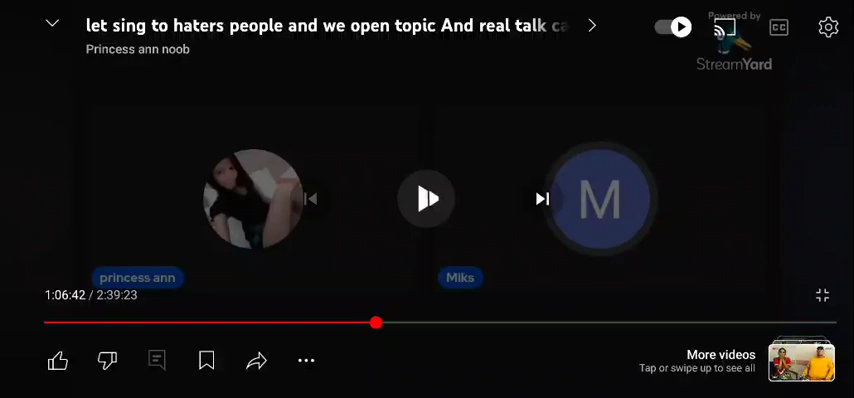 let sing to haters people and we open topic And real talk ca
Princess ann noob
Powered by
CC
StreamYard
M
princess ann
Miks
1:06:42 / 2:39:23
More videos
Tap or swipe up to see all